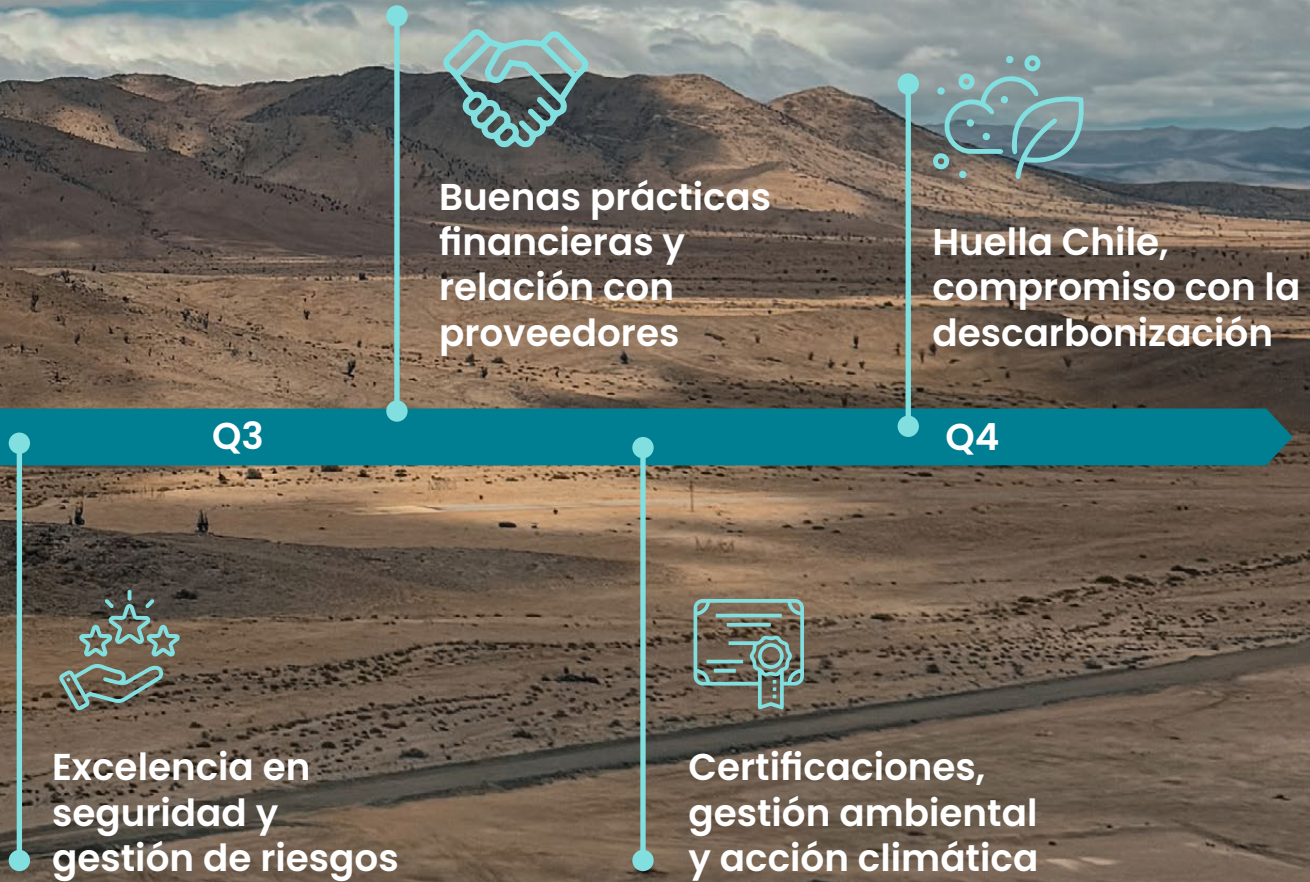 Buenas prácticas
financieras y
relación con
proveedores
Huella Chile,
compromiso con la
descarbonización
Q3
Q4
Excelencia en
seguridad y
gestión de riesgos
Certificaciones,
gestión ambiental
y acción climática